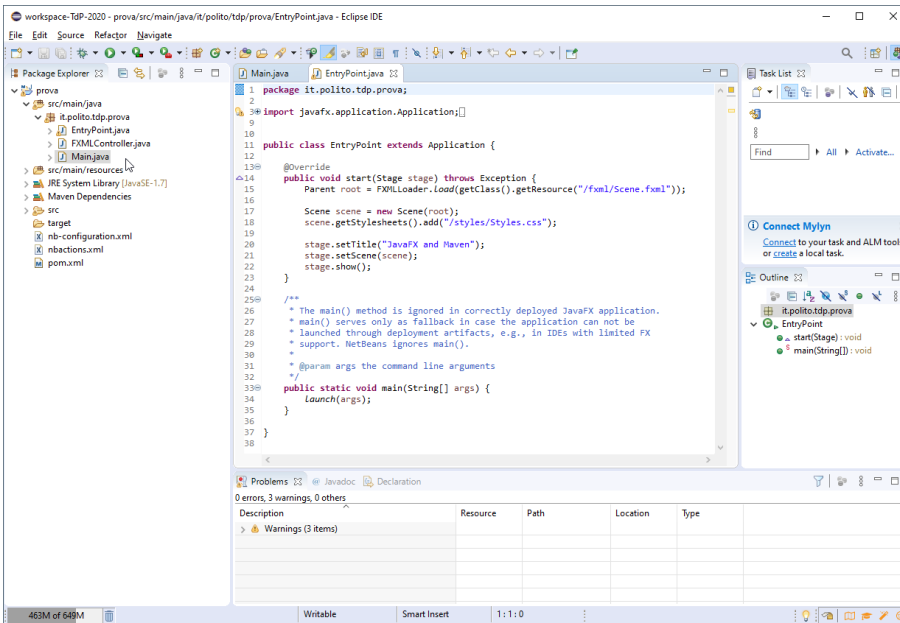 workspace-TdP-2020 - prova/src/main/java/it/polito/tdp/prova/EntryPoint.java - Eclipse IDE
File Edit Source Refactor Navigate
Package Explorer
prova
src/main/java
it.polito.tdp.prova
EntryPoint.java
FXMLController.java
Main.java
src/main/resources
JRE System Library [JavaSE-1.7]
Maven Dependencies
src
target
nb-configuration.xml
nbactions.xml
pom.xml
Main.java
EntryPoint.java
1 package it.polito.tdp.prova;
2
3 import javafx.application.Application;
9
10
11 public class EntryPoint extends Application {
12
13 @Override
14 public void start(Stage stage) throws Exception {
15 Parent root = FXMLLoader.load(getClass().getResource("/fxml/Scene.fxml"));
16
17 Scene scene = new Scene(root);
18 scene.getStylesheets().add("/styles/Styles.css");
19
20 stage.setTitle("JavaFX and Maven");
21 stage.setScene(scene);
22 stage.show();
23 }
24
25 /**
26 * The main() method is ignored in correctly deployed JavaFX application.
27 * main() serves only as fallback in case the application can not be
28 * launched through deployment artifacts, e.g., in IDEs with limited FX
29 * support. NetBeans ignores main().
30 *
31 * @param args the command line arguments
32 */
33 public static void main(String[] args) {
34 launch(args);
35 }
36
37 }
38
Task List
Find All Activate...
Connect Mylyn
Connect to your task and ALM tools
or create a local task.
Outline
it.polito.tdp.prova
EntryPoint
start(Stage) : void
main(String[]) : void
Problems Javadoc Declaration
0 errors, 3 warnings, 0 others
Description Resource Path Location Type
Warnings (3 items)
463M of 649M Writable Smart Insert 1:1:0